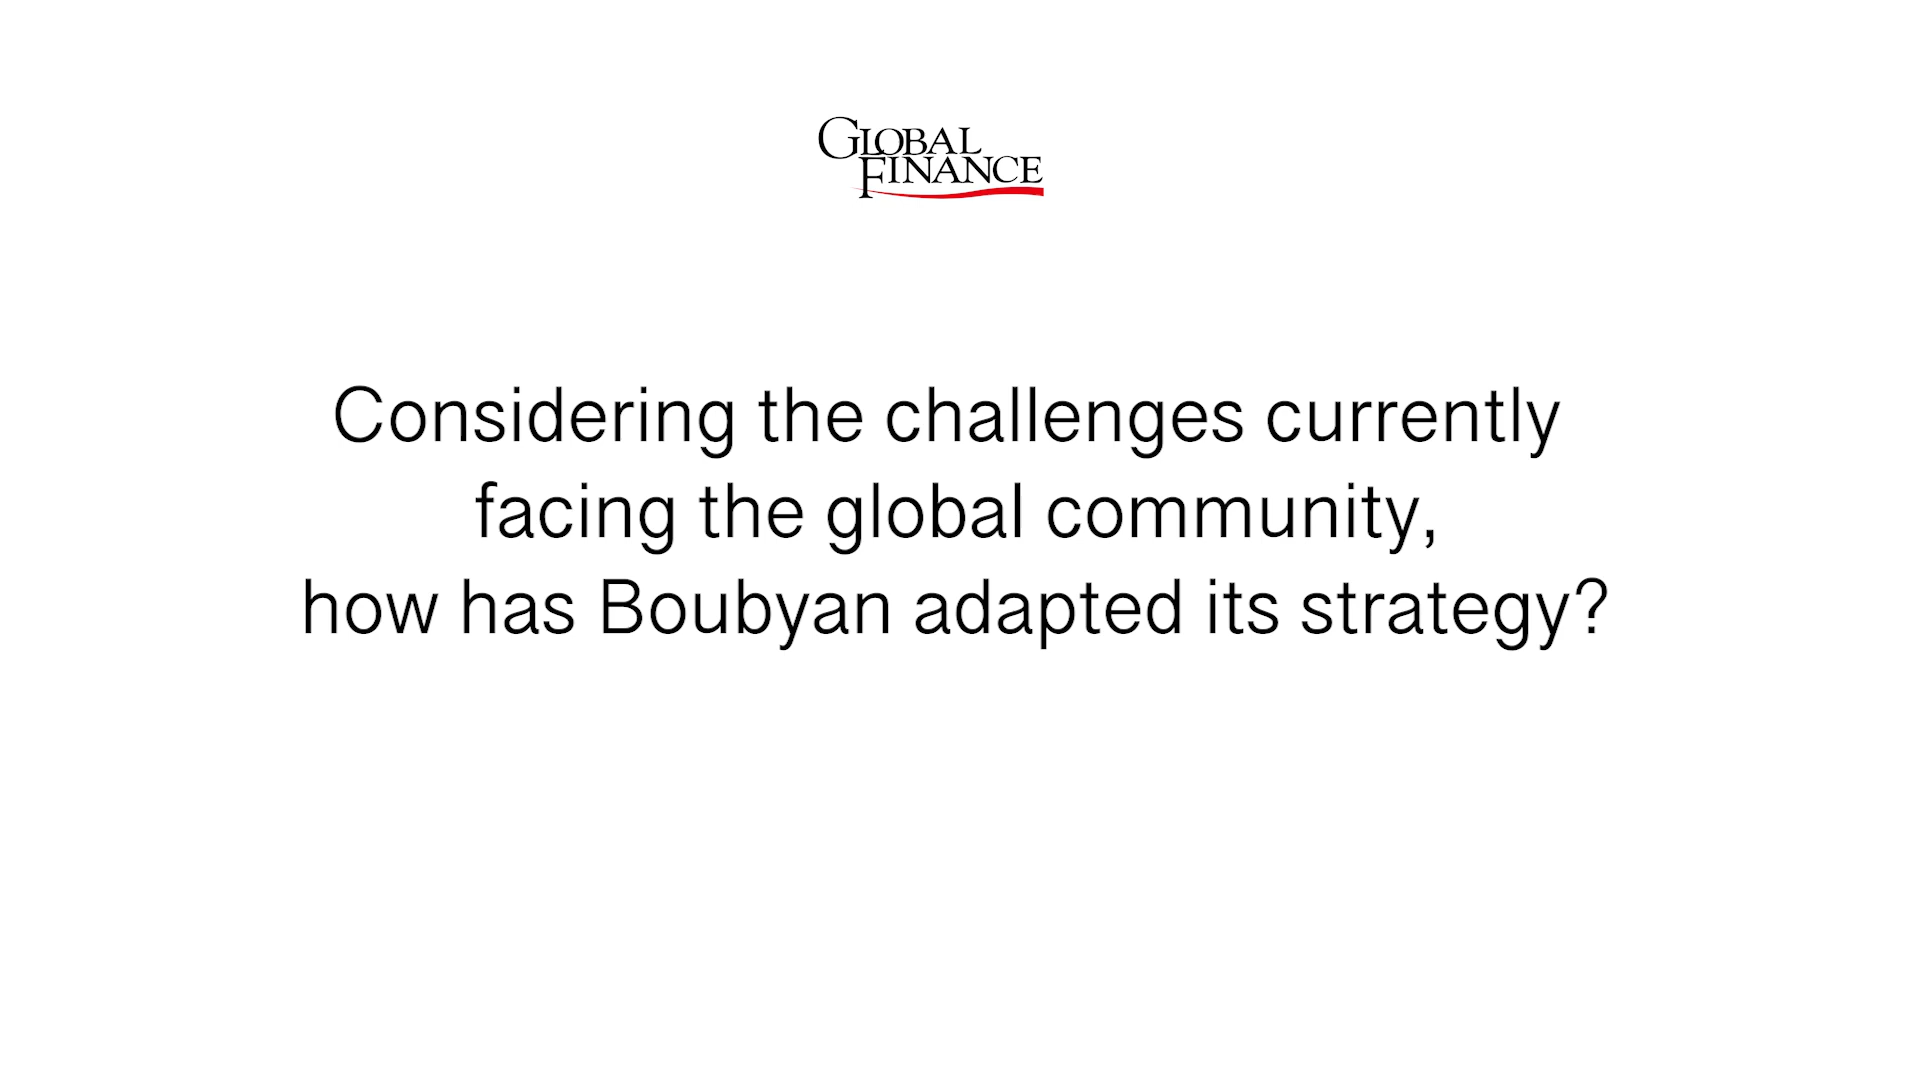 GLOBAL
FINANCE
Considering the challenges currently
facing the global community,
how has Boubyan adapted its strategy?